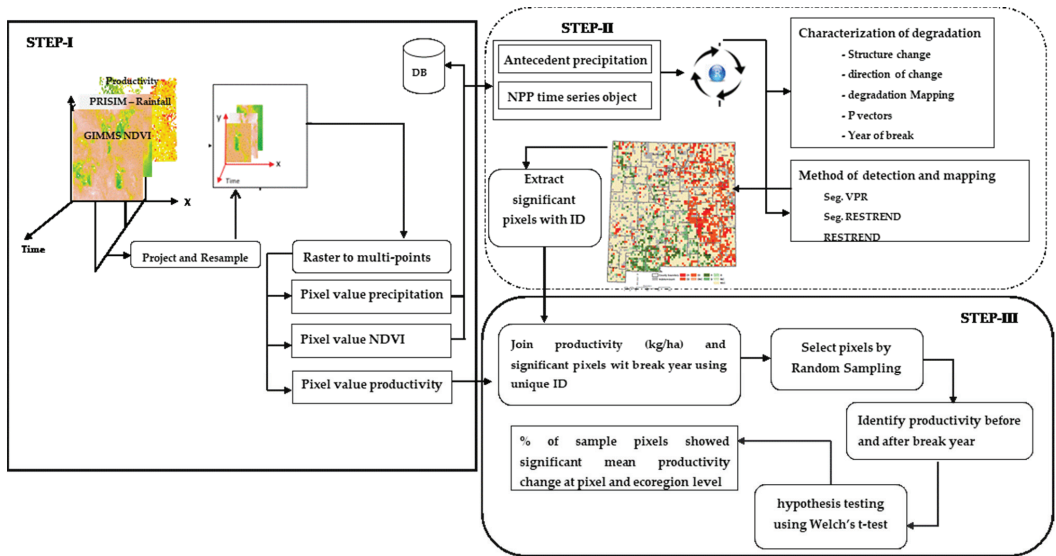 STEP-I
DB
Productivity
PRISIM – Rainfall
GIMMS NDVI
X
Time
y
x
Time
Project and Resample
Raster to multi-points
Pixel value precipitation
Pixel value NDVI
Pixel value productivity
STEP-II
Antecedent precipitation
NPP time series object
R
Characterization of degradation
- Structure change
- direction of change
- degradation Mapping
- P vectors
- Year of break
Method of detection and mapping
Seg. VPR
Seg. RESTREND
RESTREND
Extract
significant
pixels with ID
STEP-III
Join productivity (kg/ha) and
significant pixels wit break year using
unique ID
Select pixels by
Random Sampling
Identify productivity before
and after break year
hypothesis testing
using Welch's t-test
% of sample pixels showed
significant mean productivity
change at pixel and ecoregion level